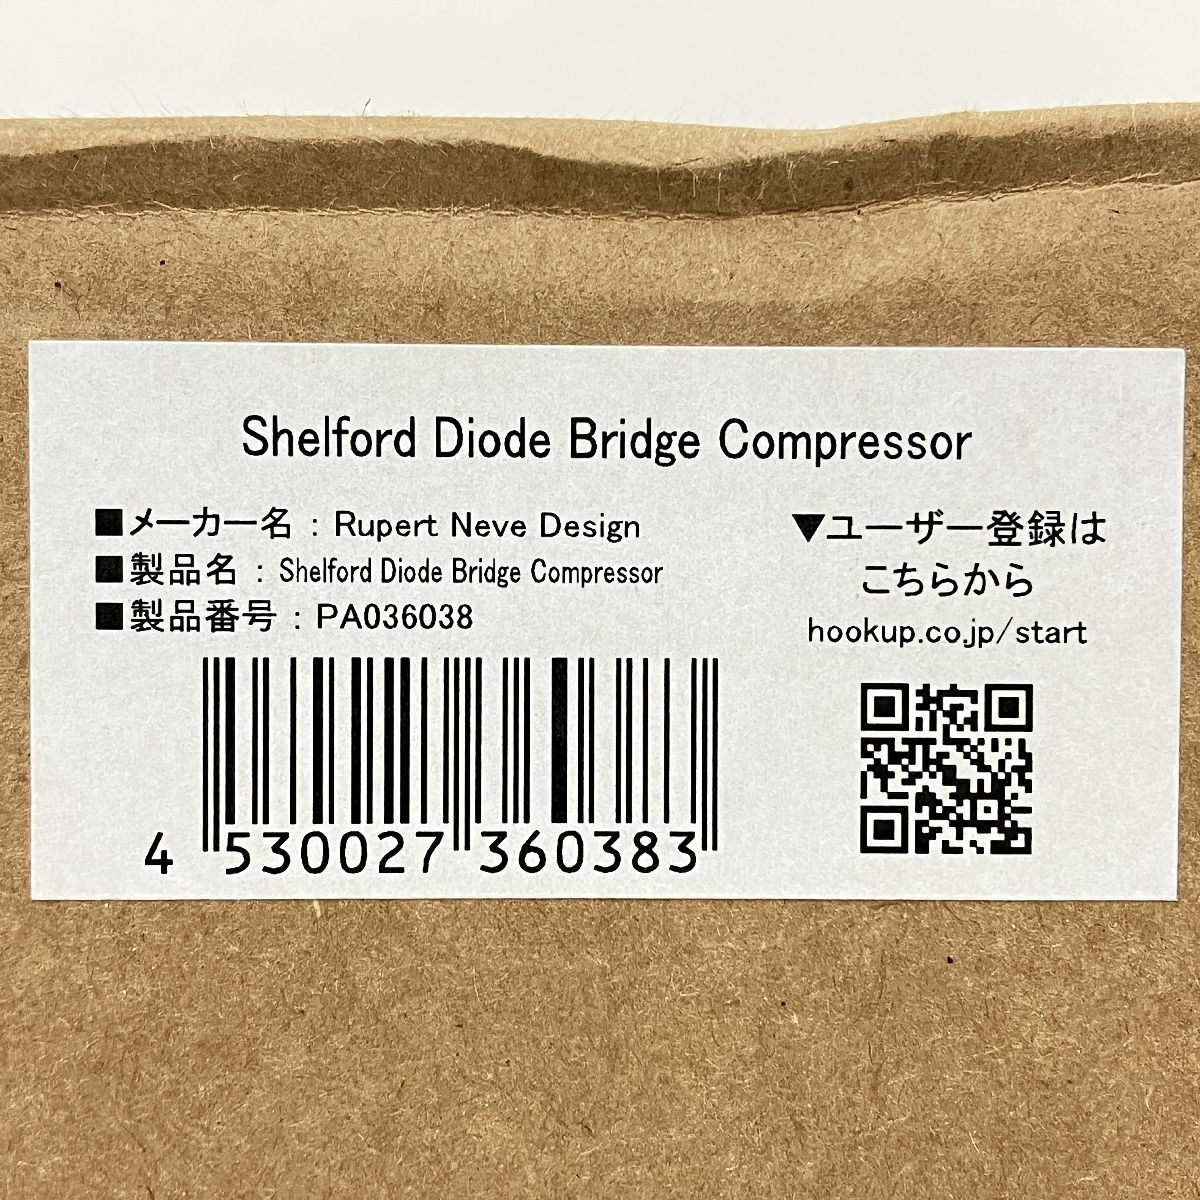 Shelford Diode Bridge Compressor
■メーカー名 : Rupert Neve Design
■製品名 : Shelford Diode Bridge Compressor
■製品番号 : PA036038
4 530027 360383
▼ユーザー登録は
こちらから
hookup.co.jp/start